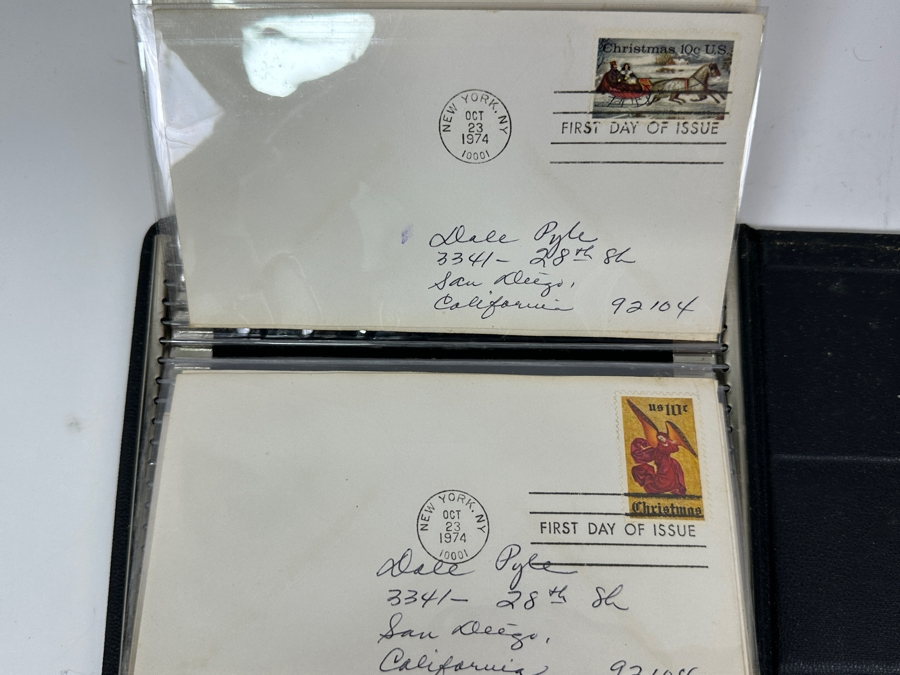 Christmas 10c U.S.
NEW YORK, NY
OCT
23
1974
10001
FIRST DAY OF ISSUE
Dale Pyle
3341- 28th St
San Diego,
California 92104
us 10c
Christmas
NEW YORK, NY
OCT
23
1974
10001
FIRST DAY OF ISSUE
Dale Pyle
3341- 28th St
San Diego,
California 92104